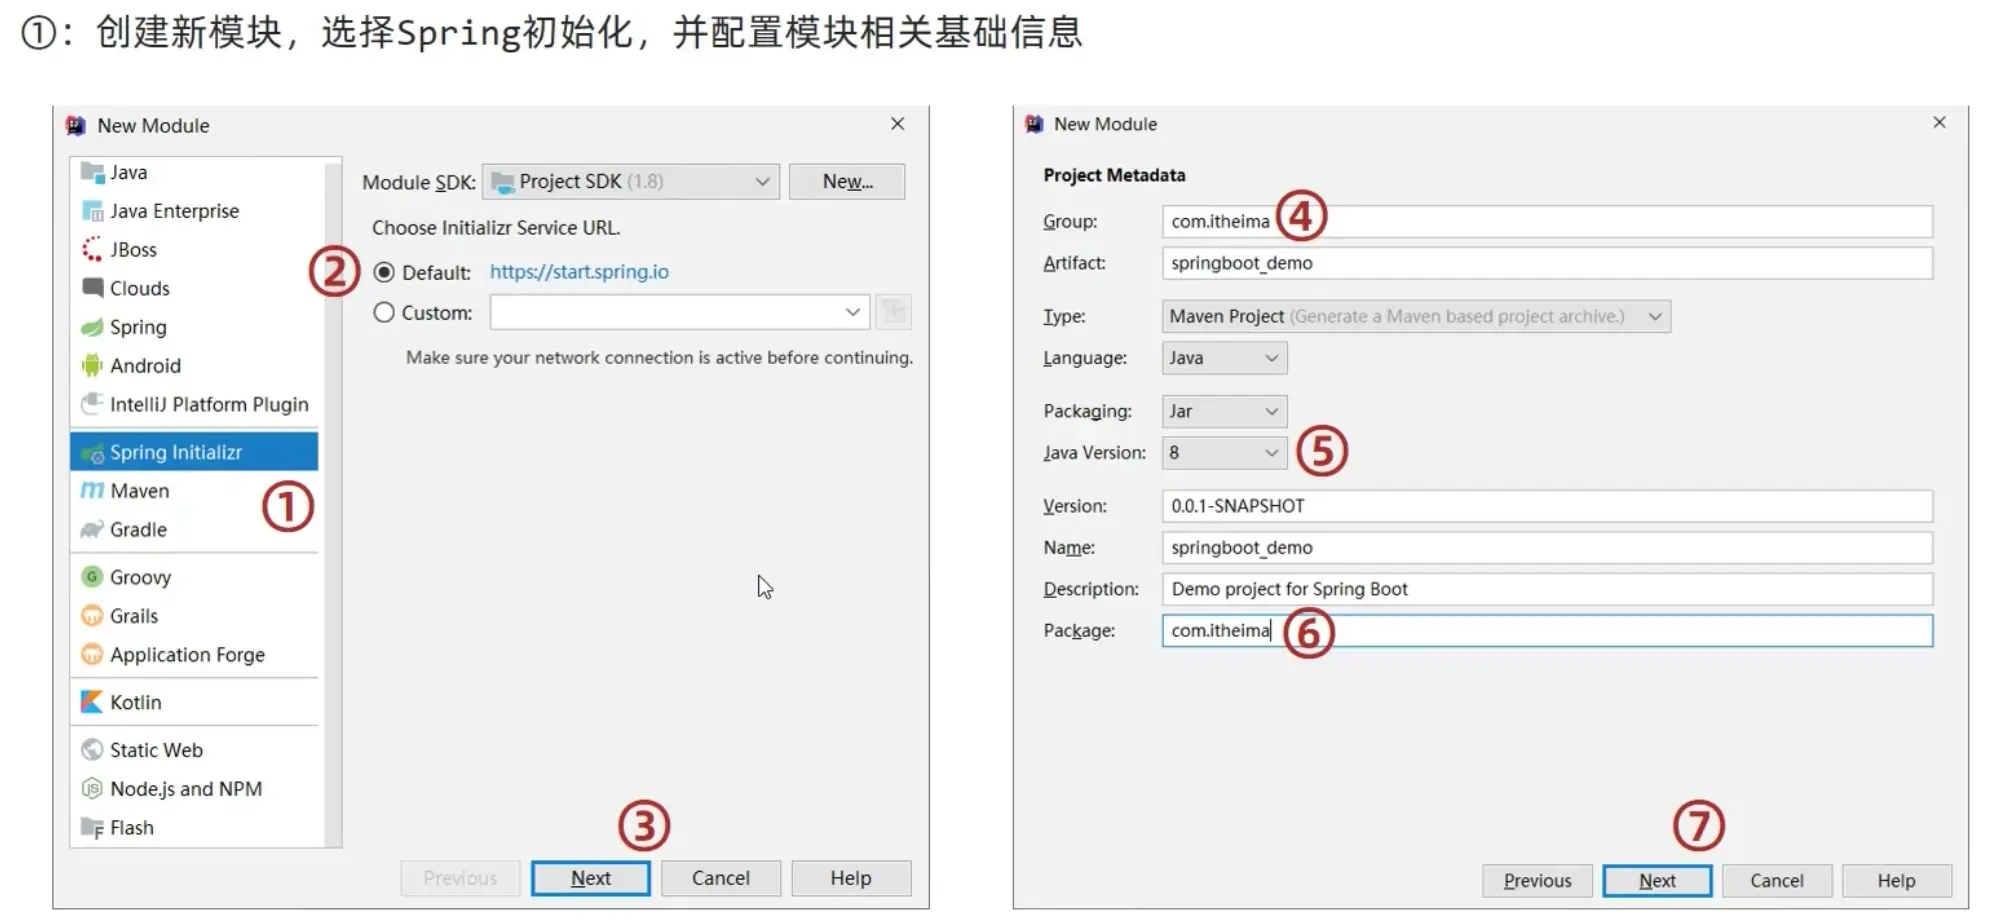 ①：创建新模块，选择Spring初始化，并配置模块相关基础信息
New Module
Java
Java Enterprise
JBoss
Clouds
Spring
Android
IntelliJ Platform Plugin
Spring Initializr
Maven
①
Gradle
Groovy
Grails
Application Forge
Kotlin
Static Web
Node.js and NPM
Flash
Module SDK: Project SDK (1.8) New...
Choose Initializr Service URL.
② Default: https://start.spring.io
Custom:
Make sure your network connection is active before continuing.
③
Previous Next Cancel Help
New Module
Project Metadata
Group: com.itheima ④
Artifact: springboot_demo
Type: Maven Project (Generate a Maven based project archive.)
Language: Java
Packaging: Jar
Java Version: 8 ⑤
Version: 0.0.1-SNAPSHOT
Name: springboot_demo
Description: Demo project for Spring Boot
Package: com.itheima ⑥
⑦
Previous Next Cancel Help